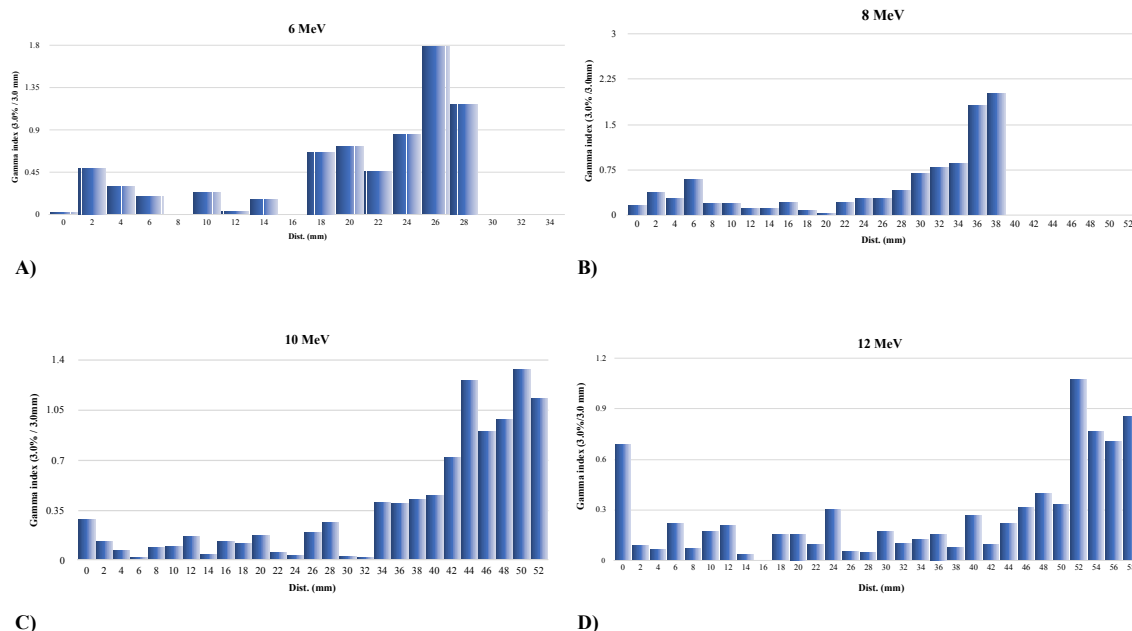 6 MeV
Gamma index (3.0% / 3.0 mm)
1.8
1.35
0.9
0.45
0
0 2 4 6 8 10 12 14 16 18 20 22 24 26 28 30 32 34
Dist. (mm)
A)
8 MeV
Gamma index (3.0% /3.0mm)
3
2.25
1.5
0.75
0
0 2 4 6 8 10 12 14 16 18 20 22 24 26 28 30 32 34 36 38 40 42 44 46 48 50 52
Dist. (mm)
B)
10 MeV
Gamma index (3.0% / 3.0mm)
1.4
1.05
0.7
0.35
0
0 2 4 6 8 10 12 14 16 18 20 22 24 26 28 30 32 34 36 38 40 42 44 46 48 50 52
Dist. (mm)
C)
12 MeV
Gamma index (3.0%/3.0 mm)
1.2
0.9
0.6
0.3
0
0 2 4 6 8 10 12 14 16 18 20 22 24 26 28 30 32 34 36 38 40 42 44 46 48 50 52 54 56
Dist. (mm)
D)